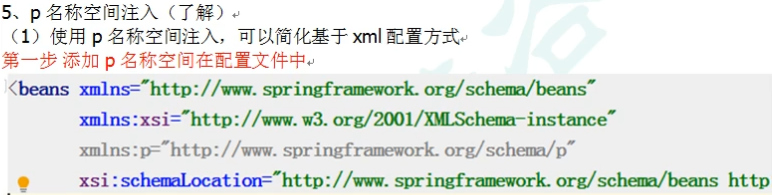 5、p 名称空间注入（了解）
（1）使用 p 名称空间注入，可以简化基于 xml 配置方式
第一步 添加 p 名称空间在配置文件中
<beans xmlns="http://www.springframework.org/schema/beans"
xmlns:xsi="http://www.w3.org/2001/XMLSchema-instance"
xmlns:p="http://www.springframework.org/schema/p"
xsi:schemaLocation="http://www.springframework.org/schema/beans http